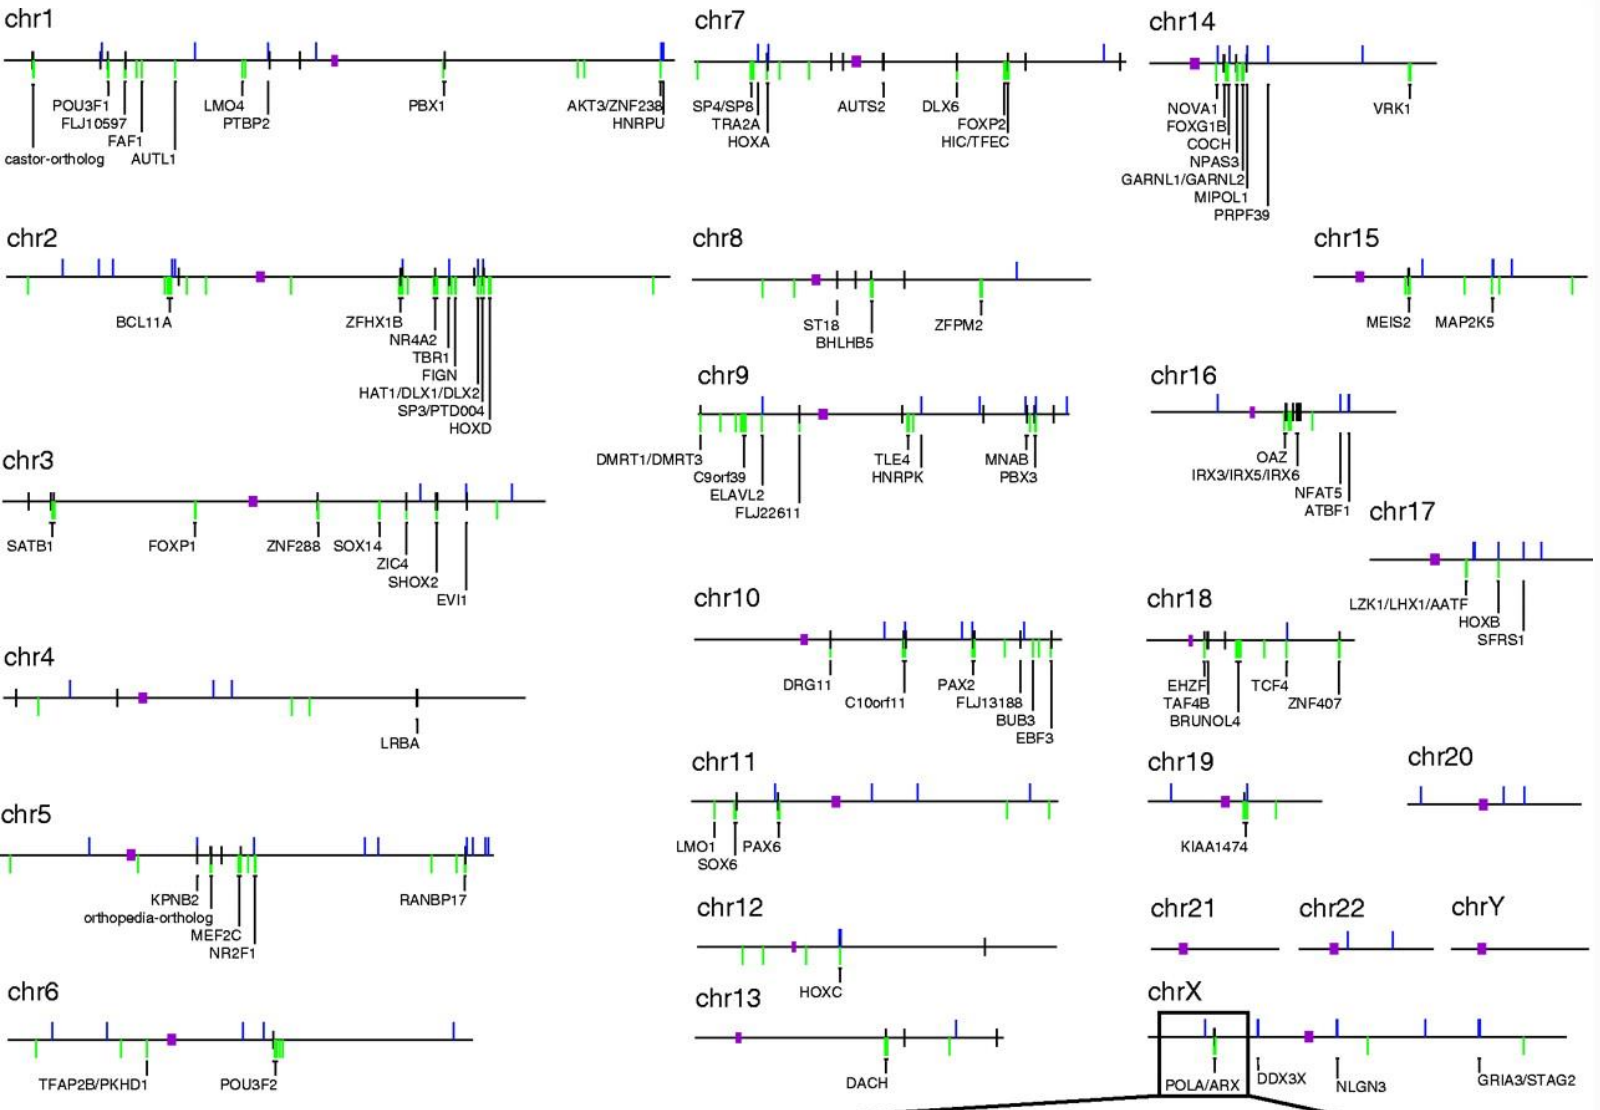 chr1
POU3F1
FLJ10597
FAF1
castor-ortholog
AUTL1
LMO4
PTBP2
PBX1
AKT3/ZNF238
HNRPU
chr2
BCL11A
ZFHX1B
NR4A2
TBR1
FIGN
HAT1/DLX1/DLX2
SP3/PTD004
HOXD
chr3
SATB1
FOXP1
ZNF288
SOX14
ZIC4
SHOX2
EVI1
chr4
LRBA
chr5
KPNB2
orthopedia-ortholog
MEF2C
NR2F1
RANBP17
chr6
TFAP2B/PKHD1
POU3F2
chr7
SP4/SP8
TRA2A
HOXA
AUTS2
DLX6
FOXP2
HIC/TFEC
chr8
ST18
BHLHB5
ZFPM2
chr9
DMRT1/DMRT3
C9orf39
ELAVL2
FLJ22611
TLE4
HNRPK
MNAB
PBX3
chr10
DRG11
C10orf11
PAX2
FLJ13188
BUB3
EBF3
chr11
LMO1
SOX6
PAX6
chr12
HOXC
chr13
DACH
chr14
NOVA1
FOXG1B
COCH
NPAS3
GARNL1/GARNL2
MIPOL1
PRPF39
VRK1
chr15
MEIS2
MAP2K5
chr16
OAZ
IRX3/IRX5/IRX6
NFAT5
ATBF1
chr17
LZK1/LHX1/AATF
HOXB
SFRS1
chr18
EHZF
TAF4B
BRUNOL4
TCF4
ZNF407
chr19
KIAA1474
chr20
chr21
chr22
chrY
chrX
POLA/ARX
DDX3X
NLGN3
GRIA3/STAG2